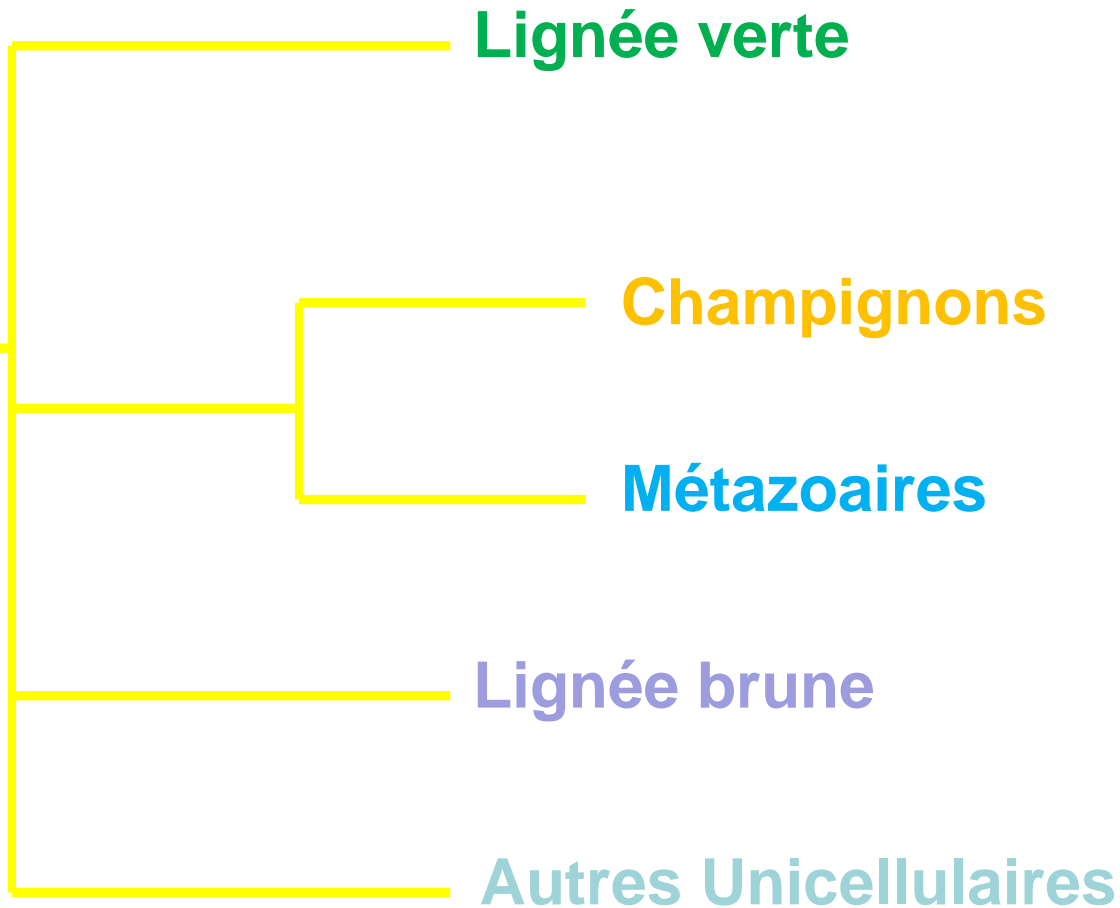 Lignée verte
Champignons
Métazoaires
Lignée brune
Autres Unicellulaires